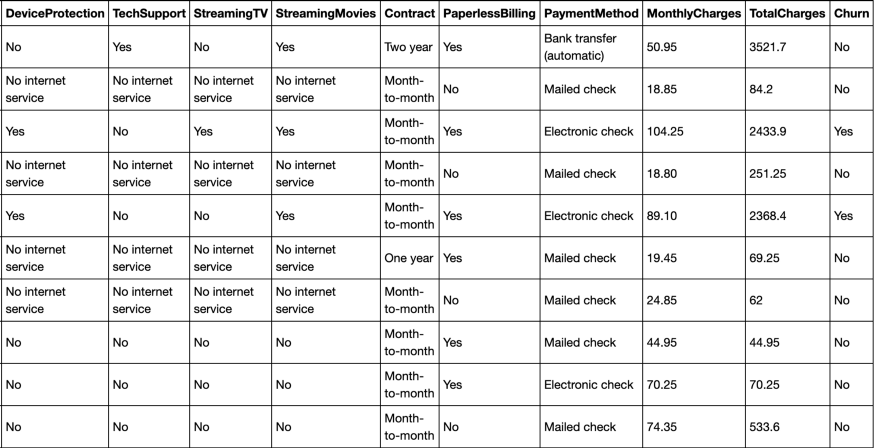 DeviceProtection TechSupport StreamingTV StreamingMovies Contract PaperlessBilling PaymentMethod MonthlyCharges TotalCharges Churn
No Yes No Yes Two year Yes Bank transfer (automatic) 50.95 3521.7 No
No internet service No internet service No internet service No internet service Month-to-month No Mailed check 18.85 84.2 No
Yes No Yes Yes Month-to-month Yes Electronic check 104.25 2433.9 Yes
No internet service No internet service No internet service No internet service Month-to-month No Mailed check 18.80 251.25 No
Yes No No Yes Month-to-month Yes Electronic check 89.10 2368.4 Yes
No internet service No internet service No internet service No internet service One year Yes Mailed check 19.45 69.25 No
No internet service No internet service No internet service No internet service Month-to-month No Mailed check 24.85 62 No
No No No No Month-to-month Yes Mailed check 44.95 44.95 No
No No No No Month-to-month Yes Electronic check 70.25 70.25 No
No No No No Month-to-month No Mailed check 74.35 533.6 No